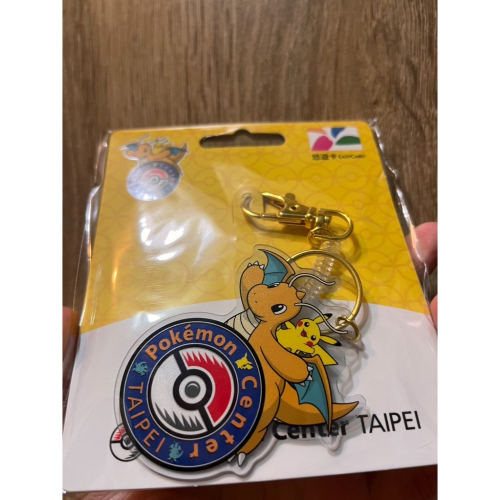 悠遊卡 EASYCARD
Pokémon Center
TAIPEI
Center TAIPEI